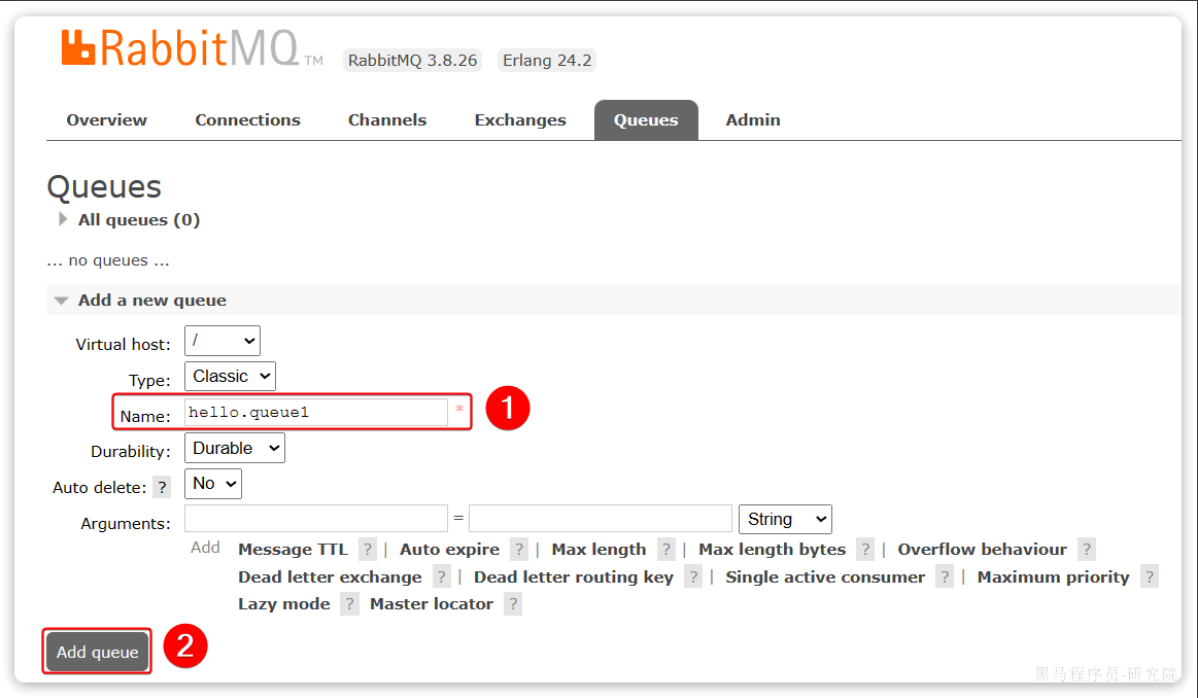 RabbitMQ TM RabbitMQ 3.8.26 Erlang 24.2
Overview Connections Channels Exchanges Queues Admin
Queues
All queues (0)
... no queues ...
Add a new queue
Virtual host: /
Type: Classic
Name: hello.queue1 * 1
Durability: Durable
Auto delete: ? No
Arguments: = String
Add Message TTL ? | Auto expire ? | Max length ? | Max length bytes ? | Overflow behaviour ?
Dead letter exchange ? | Dead letter routing key ? | Single active consumer ? | Maximum priority ?
Lazy mode ? Master locator ?
Add queue 2
黑马程序员-研究院